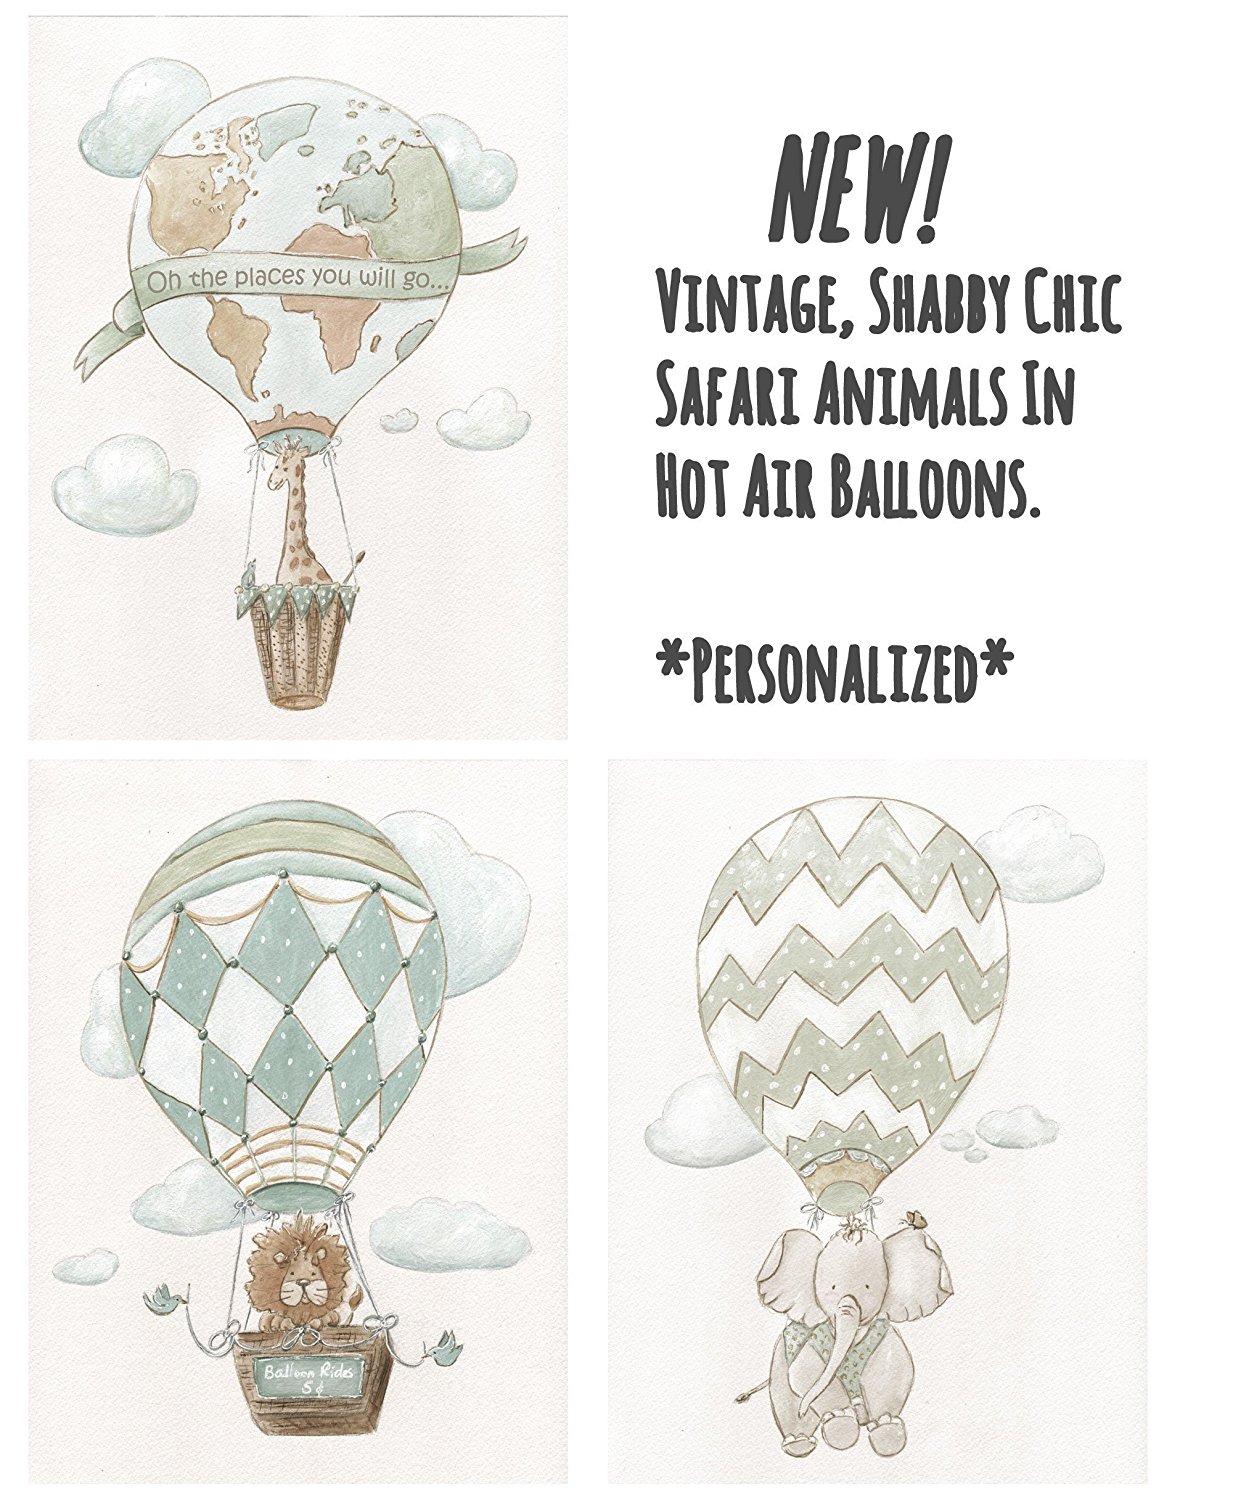 Oh the places you will go...
NEW!
Vintage, Shabby Chic
Safari Animals In
Hot Air Balloons.
*Personalized*
Balloon Rides
5¢